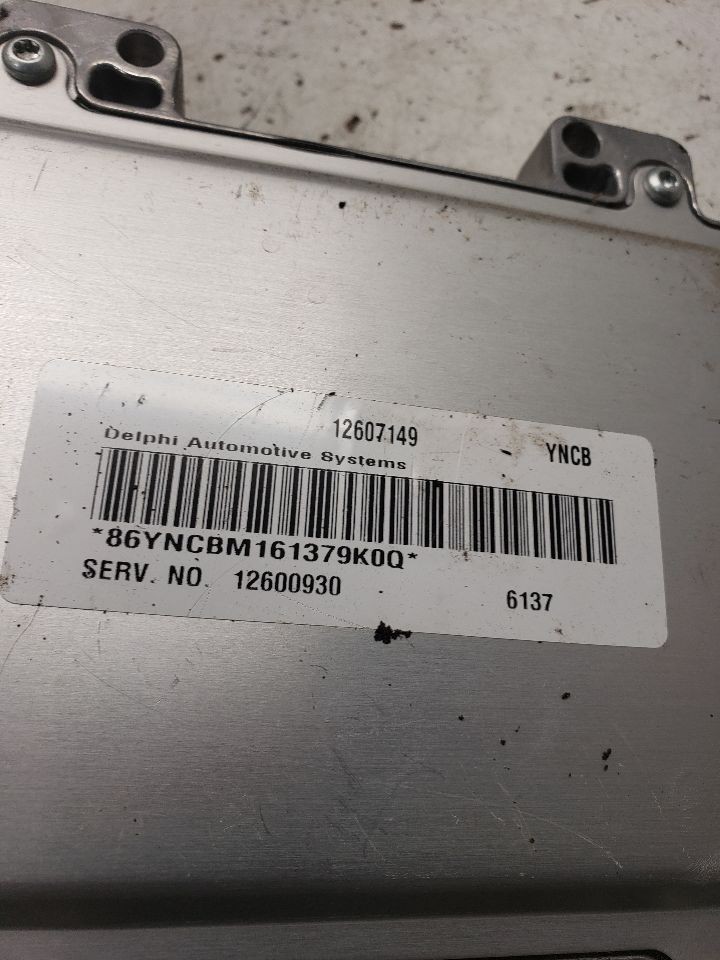 12607149 YNCB
Delphi Automotive Systems
*86YNCBM161379K0Q*
SERV. NO. 12600930 6137